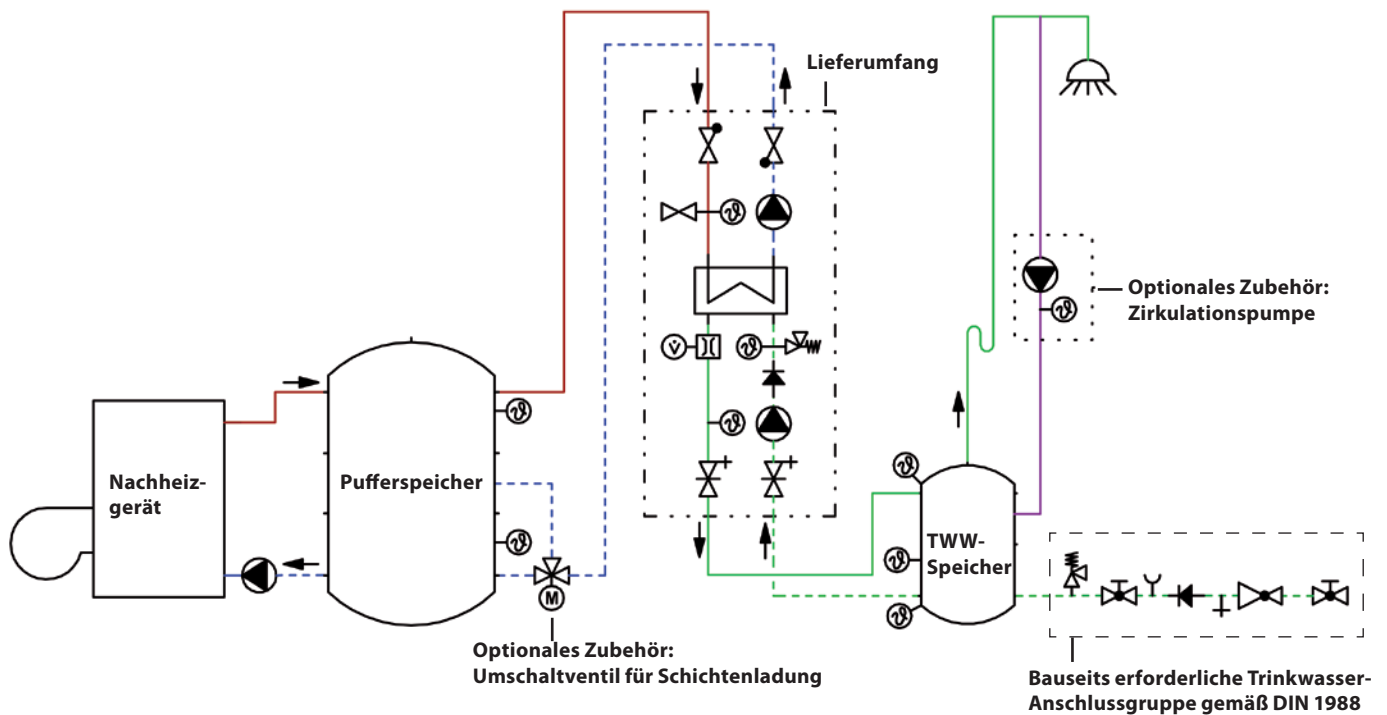 Lieferumfang
Optionales Zubehör:
Zirkulationspumpe
Nachheiz-
gerät
Pufferspeicher
TWW-
Speicher
M
V̇
ϑ
ϑ
ϑ
ϑ
ϑ
ϑ
ϑ
ϑ
ϑ
Optionales Zubehör:
Umschaltventil für Schichtenladung
Bauseits erforderliche Trinkwasser-
Anschlussgruppe gemäß DIN 1988